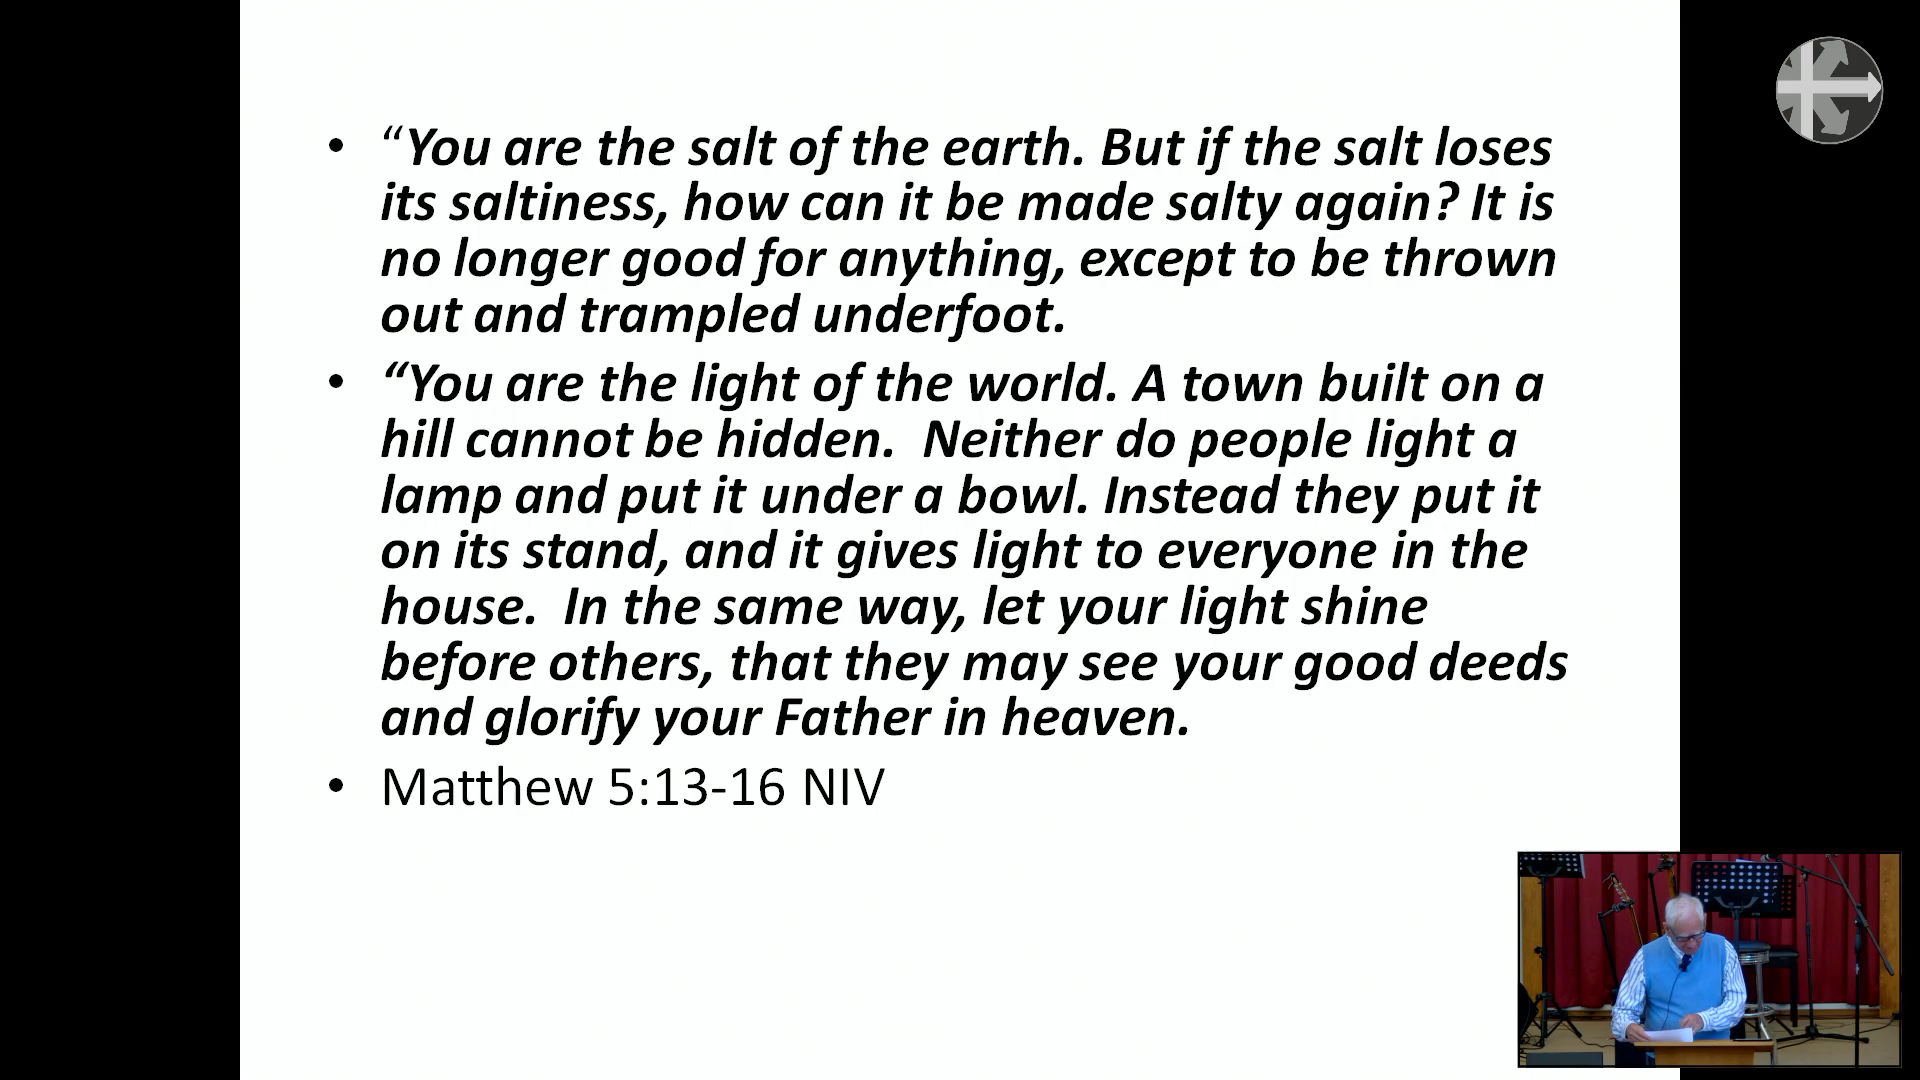 • “You are the salt of the earth. But if the salt loses
its saltiness, how can it be made salty again? It is
no longer good for anything, except to be thrown
out and trampled underfoot.
• “You are the light of the world. A town built on a
hill cannot be hidden.  Neither do people light a
lamp and put it under a bowl. Instead they put it
on its stand, and it gives light to everyone in the
house.  In the same way, let your light shine
before others, that they may see your good deeds
and glorify your Father in heaven.
• Matthew 5:13-16 NIV